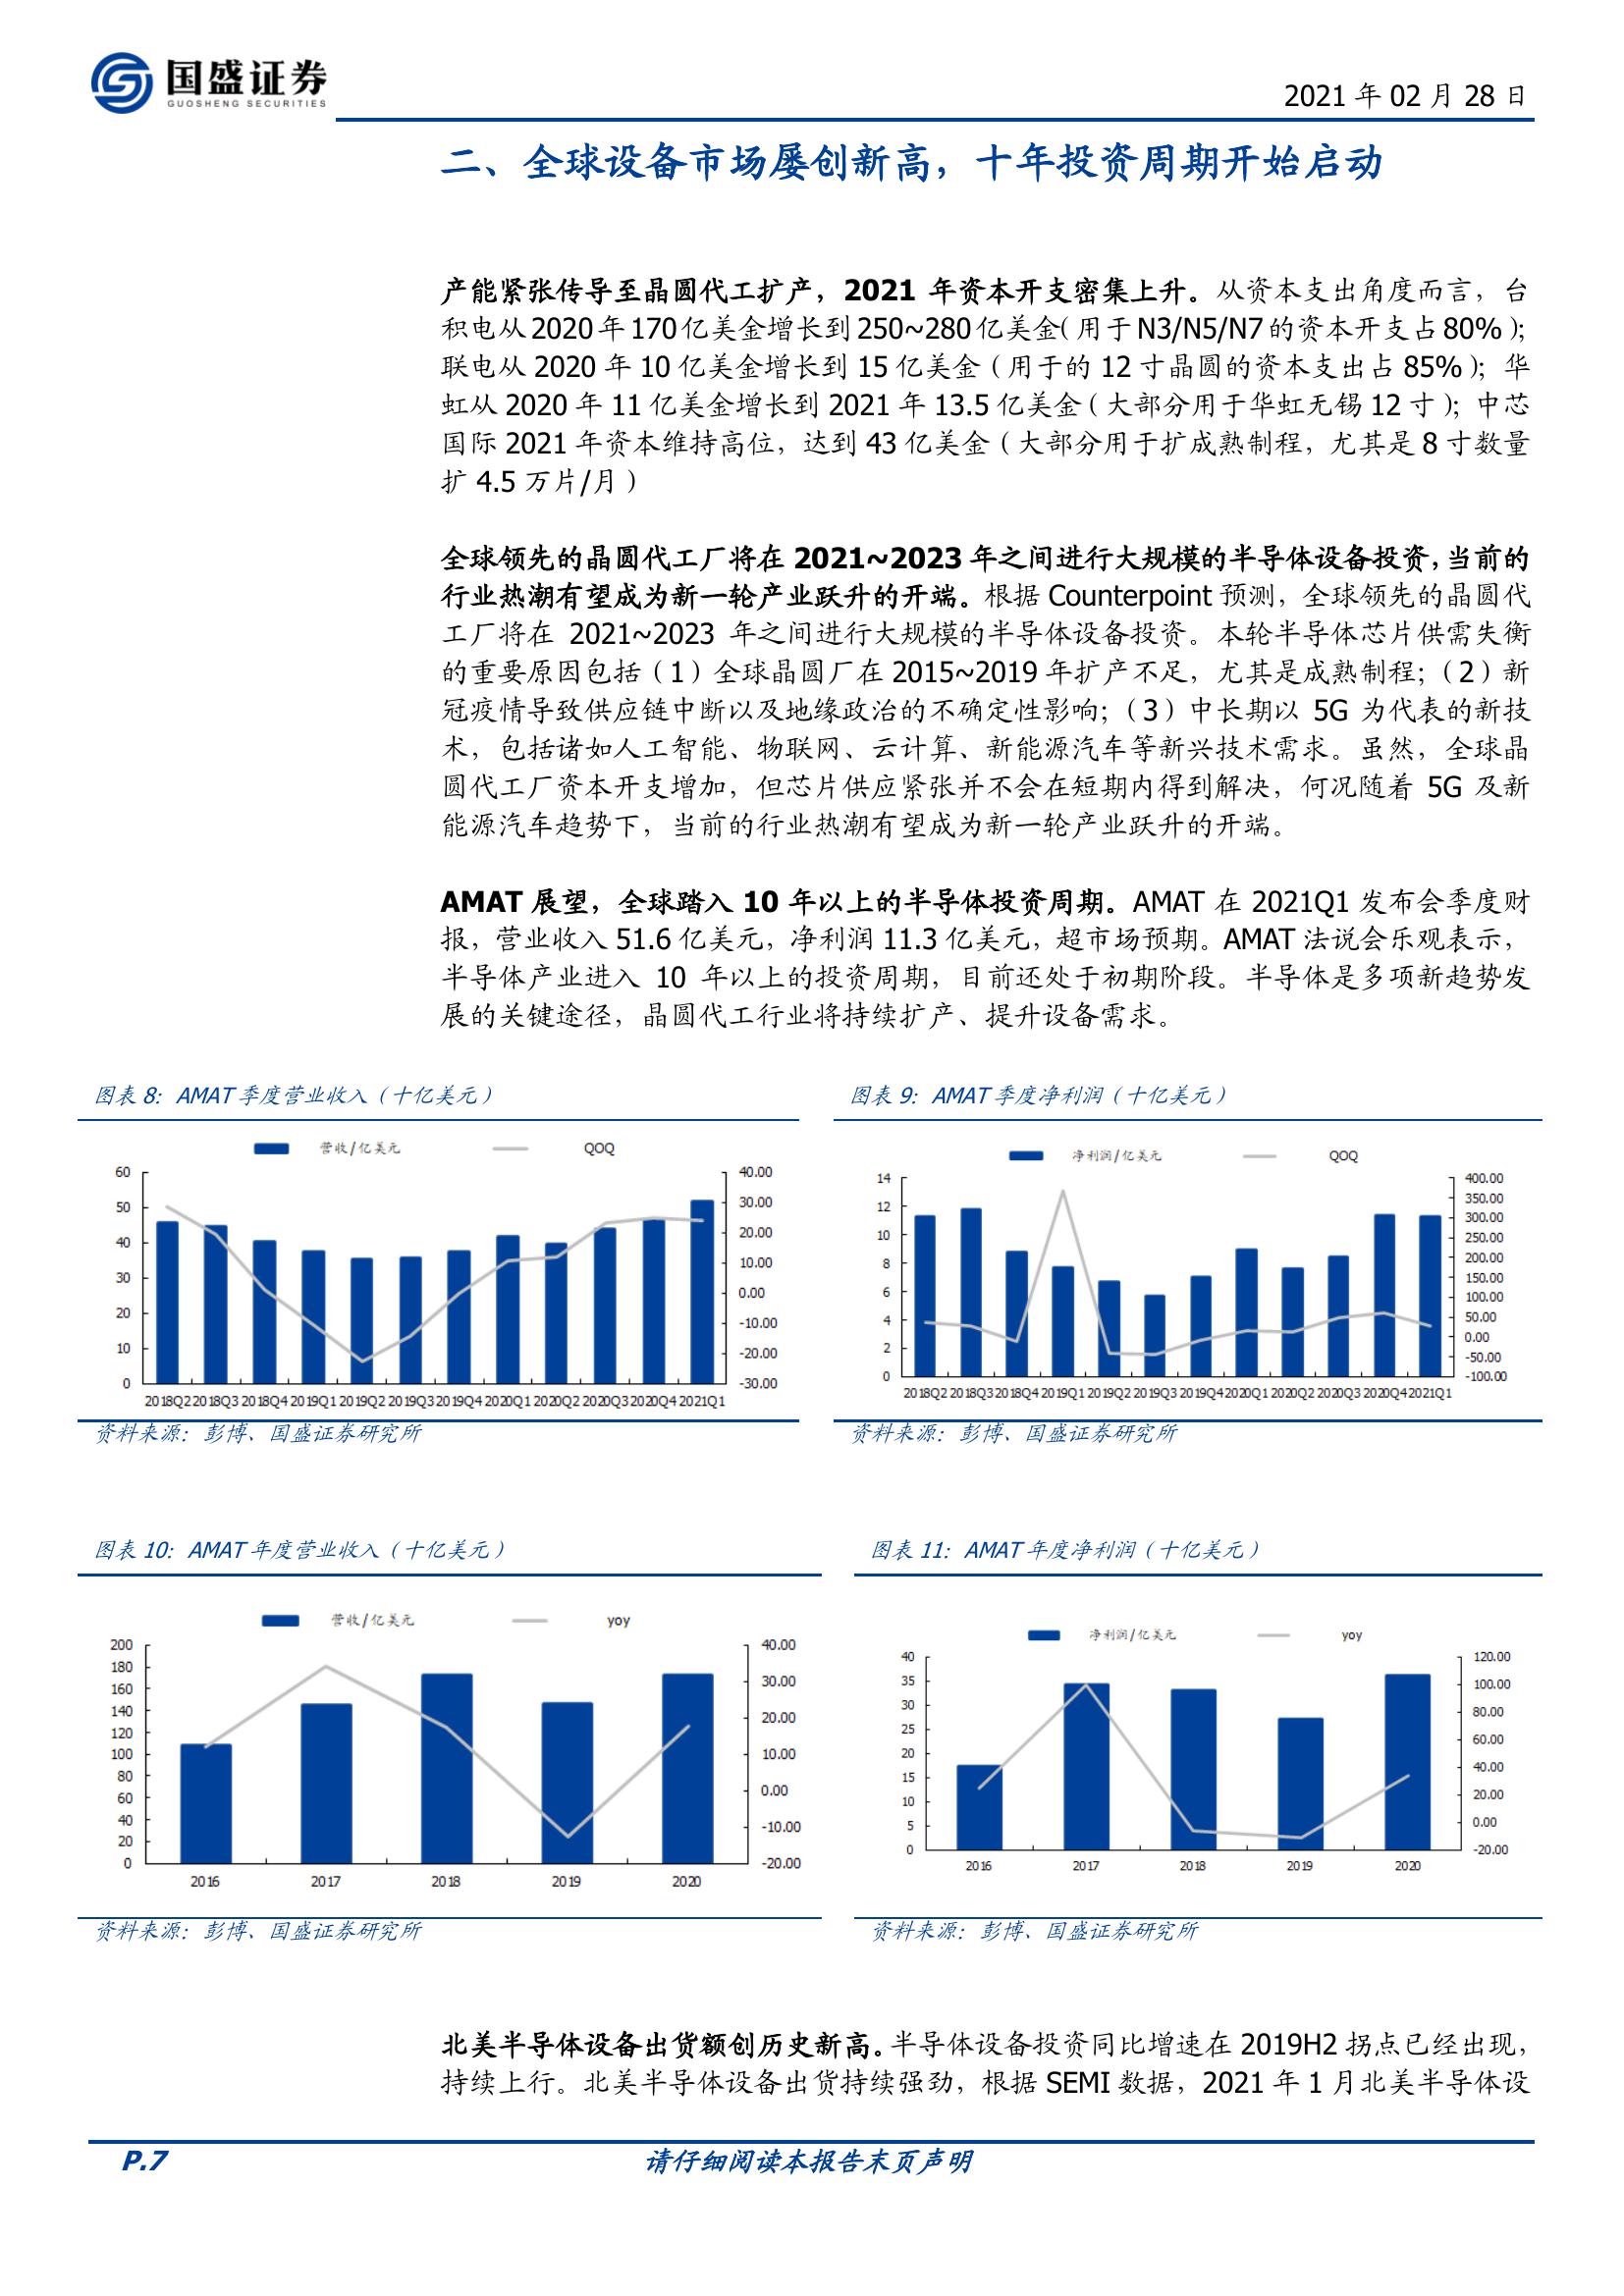 国盛证券
GUOSHENG SECURITIES
2021 年 02 月 28 日
二、全球设备市场屡创新高，十年投资周期开始启动
产能紧张传导至晶圆代工扩产，2021 年资本开支密集上升。从资本支出角度而言，台
积电从 2020 年 170 亿美金增长到 250~280 亿美金（用于 N3/N5/N7 的资本开支占 80%）；
联电从 2020 年 10 亿美金增长到 15 亿美金（用于的 12 寸晶圆的资本支出占 85%）；华
虹从 2020 年 11 亿美金增长到 2021 年 13.5 亿美金（大部分用于华虹无锡 12 寸）；中芯
国际 2021 年资本维持高位，达到 43 亿美金（大部分用于扩成熟制程，尤其是 8 寸数量
扩 4.5 万片/月）
全球领先的晶圆代工厂将在 2021~2023 年之间进行大规模的半导体设备投资，当前的
行业热潮有望成为新一轮产业跃升的开端。根据 Counterpoint 预测，全球领先的晶圆代
工厂将在 2021~2023 年之间进行大规模的半导体设备投资。本轮半导体芯片供需失衡
的重要原因包括（1）全球晶圆厂在 2015~2019 年扩产不足，尤其是成熟制程；（2）新
冠疫情导致供应链中断以及地缘政治的不确定性影响；（3）中长期以 5G 为代表的新技
术，包括诸如人工智能、物联网、云计算、新能源汽车等新兴技术需求。虽然，全球晶
圆代工厂资本开支增加，但芯片供应紧张并不会在短期内得到解决，何况随着 5G 及新
能源汽车趋势下，当前的行业热潮有望成为新一轮产业跃升的开端。
AMAT 展望，全球踏入 10 年以上的半导体投资周期。AMAT 在 2021Q1 发布会季度财
报，营业收入 51.6 亿美元，净利润 11.3 亿美元，超市场预期。AMAT 法说会乐观表示，
半导体产业进入 10 年以上的投资周期，目前还处于初期阶段。半导体是多项新趋势发
展的关键途径，晶圆代工行业将持续扩产、提升设备需求。
图表 8：AMAT 季度营业收入（十亿美元）
营收/亿美元 QOQ
60 40.00
50 30.00
40 20.00
30 10.00
20 0.00
10 -10.00
0 -20.00
-30.00
2018Q2 2018Q3 2018Q4 2019Q1 2019Q2 2019Q3 2019Q4 2020Q1 2020Q2 2020Q3 2020Q4 2021Q1
资料来源：彭博、国盛证券研究所
图表 9：AMAT 季度净利润（十亿美元）
净利润/亿美元 QOQ
14 400.00
12 350.00
10 300.00
8 250.00
6 200.00
4 150.00
2 100.00
0 50.00
0.00
-50.00
-100.00
2018Q2 2018Q3 2018Q4 2019Q1 2019Q2 2019Q3 2019Q4 2020Q1 2020Q2 2020Q3 2020Q4 2021Q1
资料来源：彭博、国盛证券研究所
图表 10：AMAT 年度营业收入（十亿美元）
营收/亿美元 yoy
200 40.00
180 30.00
160 20.00
140 10.00
120 0.00
100 -10.00
80 -20.00
60
40
20
0
2016 2017 2018 2019 2020
资料来源：彭博、国盛证券研究所
图表 11：AMAT 年度净利润（十亿美元）
净利润/亿美元 yoy
40 120.00
35 100.00
30 80.00
25 60.00
20 40.00
15 20.00
10 0.00
5 -20.00
0
2016 2017 2018 2019 2020
资料来源：彭博、国盛证券研究所
北美半导体设备出货额创历史新高。半导体设备投资同比增速在 2019H2 拐点已经出现，
持续上行。北美半导体设备出货持续强劲，根据 SEMI 数据，2021 年 1 月北美半导体设
P.7 请仔细阅读本报告末页声明